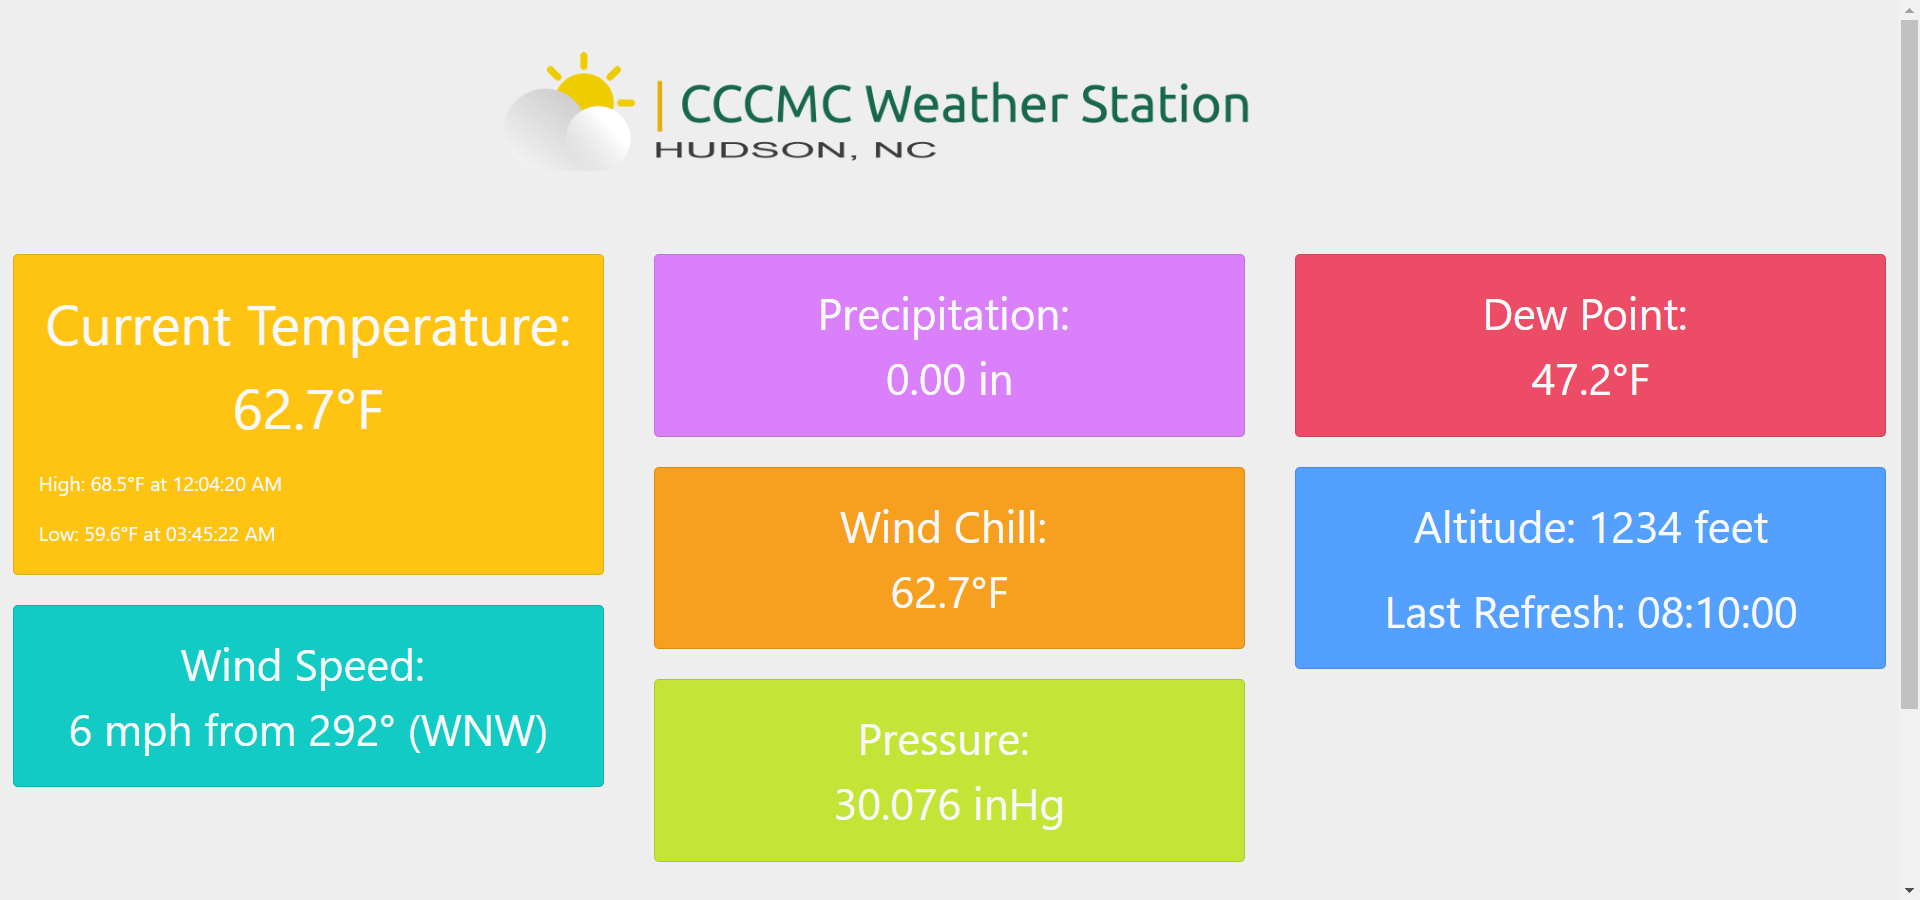 | CCCMC Weather Station
HUDSON, NC
Current Temperature:
62.7°F
High: 68.5°F at 12:04:20 AM
Low: 59.6°F at 03:45:22 AM
Wind Speed:
6 mph from 292° (WNW)
Precipitation:
0.00 in
Wind Chill:
62.7°F
Pressure:
30.076 inHg
Dew Point:
47.2°F
Altitude: 1234 feet
Last Refresh: 08:10:00